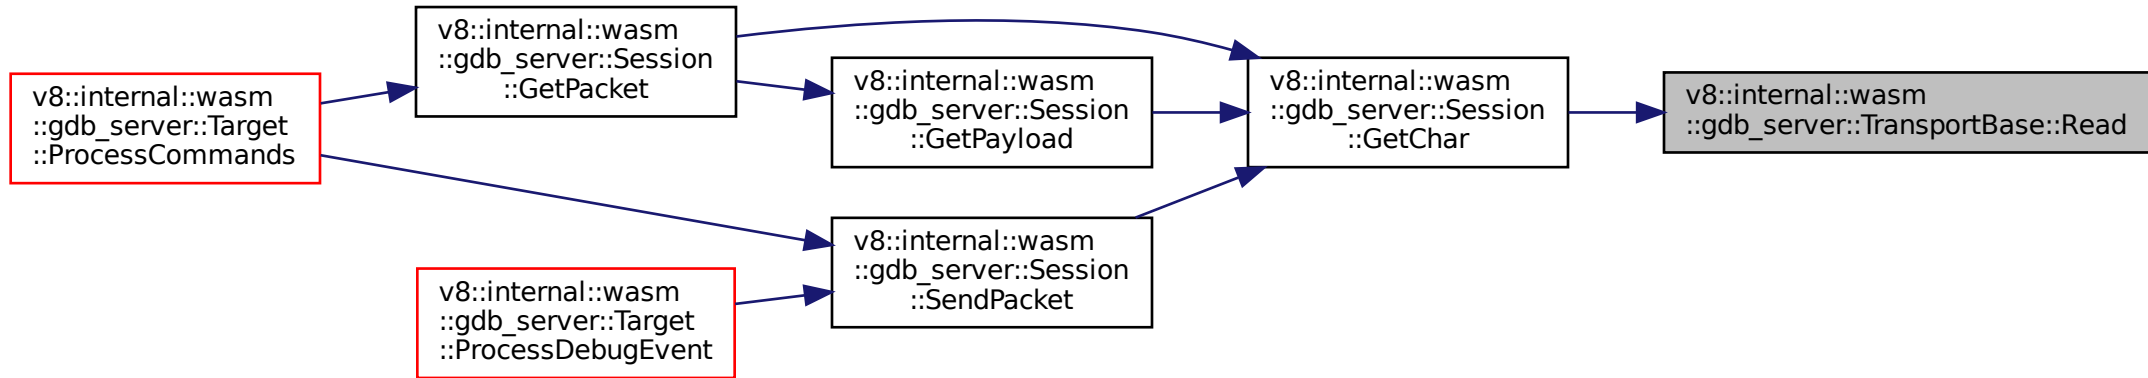 v8::internal::wasm
::gdb_server::Target
::ProcessCommands
v8::internal::wasm
::gdb_server::Session
::GetPacket
v8::internal::wasm
::gdb_server::Session
::GetPayload
v8::internal::wasm
::gdb_server::Session
::GetChar
v8::internal::wasm
::gdb_server::TransportBase::Read
v8::internal::wasm
::gdb_server::Session
::SendPacket
v8::internal::wasm
::gdb_server::Target
::ProcessDebugEvent